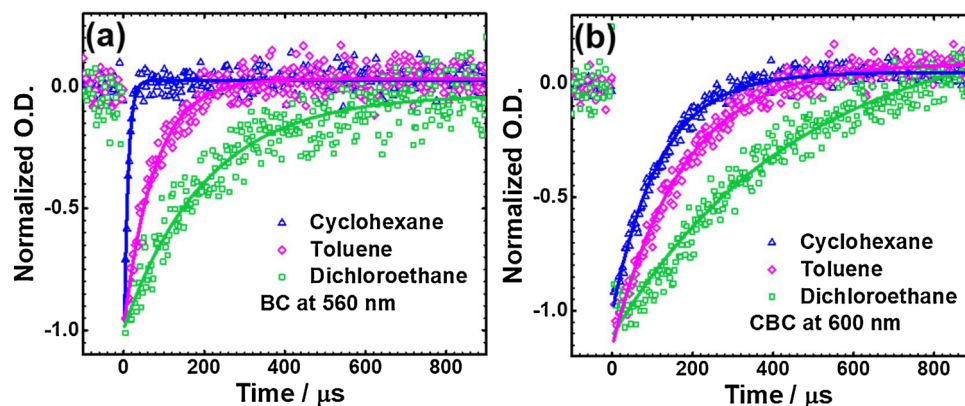 (a)
Normalized O.D.
0.0
-0.5
-1.0
Cyclohexane
Toluene
Dichloroethane
BC at 560 nm
0 200 400 600 800
Time / μs
(b)
Normalized O.D.
0.0
-0.5
-1.0
Cyclohexane
Toluene
Dichloroethane
CBC at 600 nm
0 200 400 600 800
Time / μs